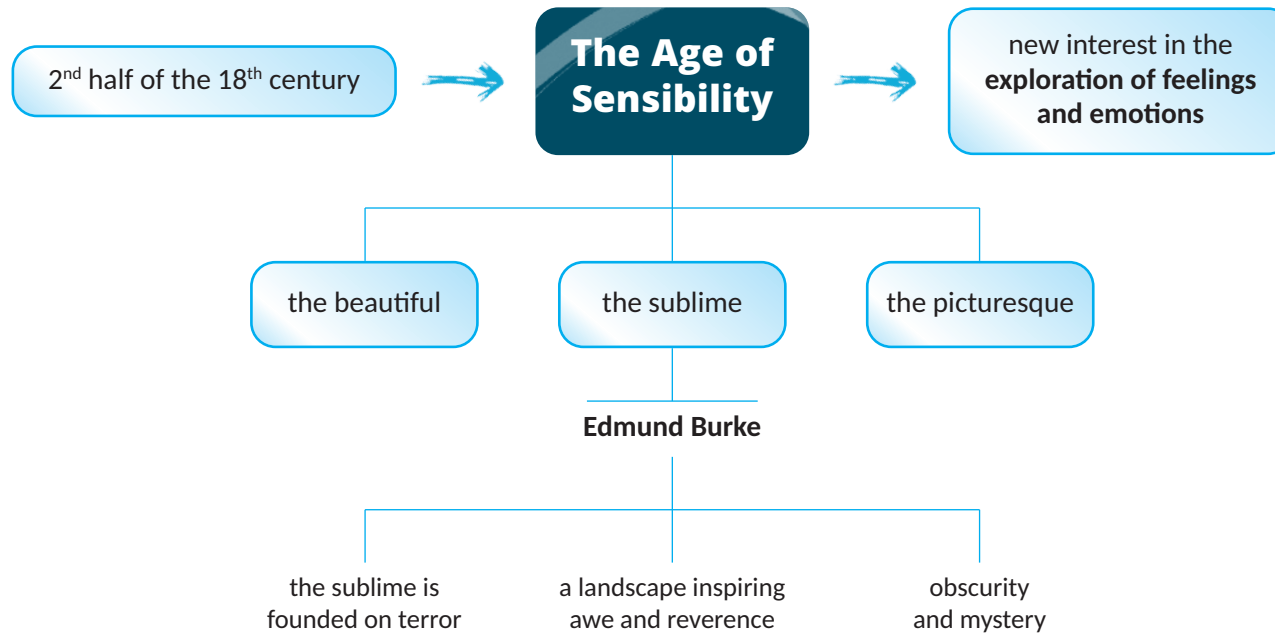 2nd half of the 18th century
The Age of
Sensibility
new interest in the
exploration of feelings
and emotions
the beautiful
the sublime
the picturesque
Edmund Burke
the sublime is
founded on terror
a landscape inspiring
awe and reverence
obscurity
and mystery